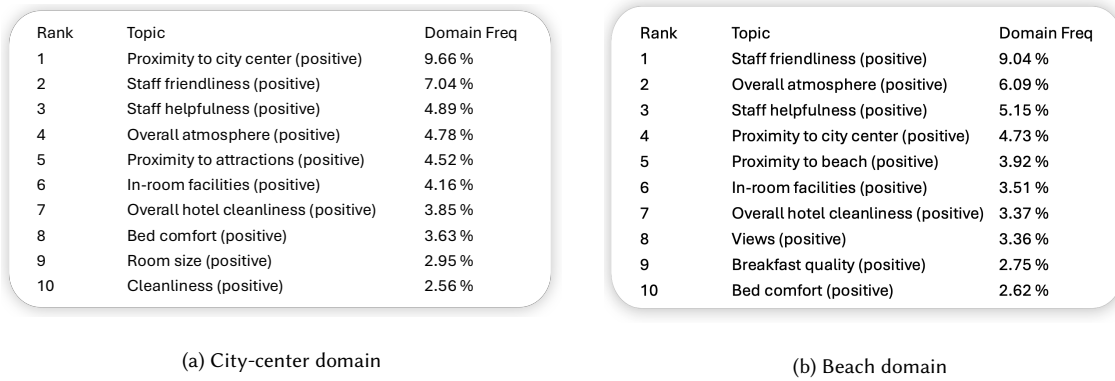 Rank Topic Domain Freq
1 Proximity to city center (positive) 9.66 %
2 Staff friendliness (positive) 7.04 %
3 Staff helpfulness (positive) 4.89 %
4 Overall atmosphere (positive) 4.78 %
5 Proximity to attractions (positive) 4.52 %
6 In-room facilities (positive) 4.16 %
7 Overall hotel cleanliness (positive) 3.85 %
8 Bed comfort (positive) 3.63 %
9 Room size (positive) 2.95 %
10 Cleanliness (positive) 2.56 %
(a) City-center domain
Rank Topic Domain Freq
1 Staff friendliness (positive) 9.04 %
2 Overall atmosphere (positive) 6.09 %
3 Staff helpfulness (positive) 5.15 %
4 Proximity to city center (positive) 4.73 %
5 Proximity to beach (positive) 3.92 %
6 In-room facilities (positive) 3.51 %
7 Overall hotel cleanliness (positive) 3.37 %
8 Views (positive) 3.36 %
9 Breakfast quality (positive) 2.75 %
10 Bed comfort (positive) 2.62 %
(b) Beach domain